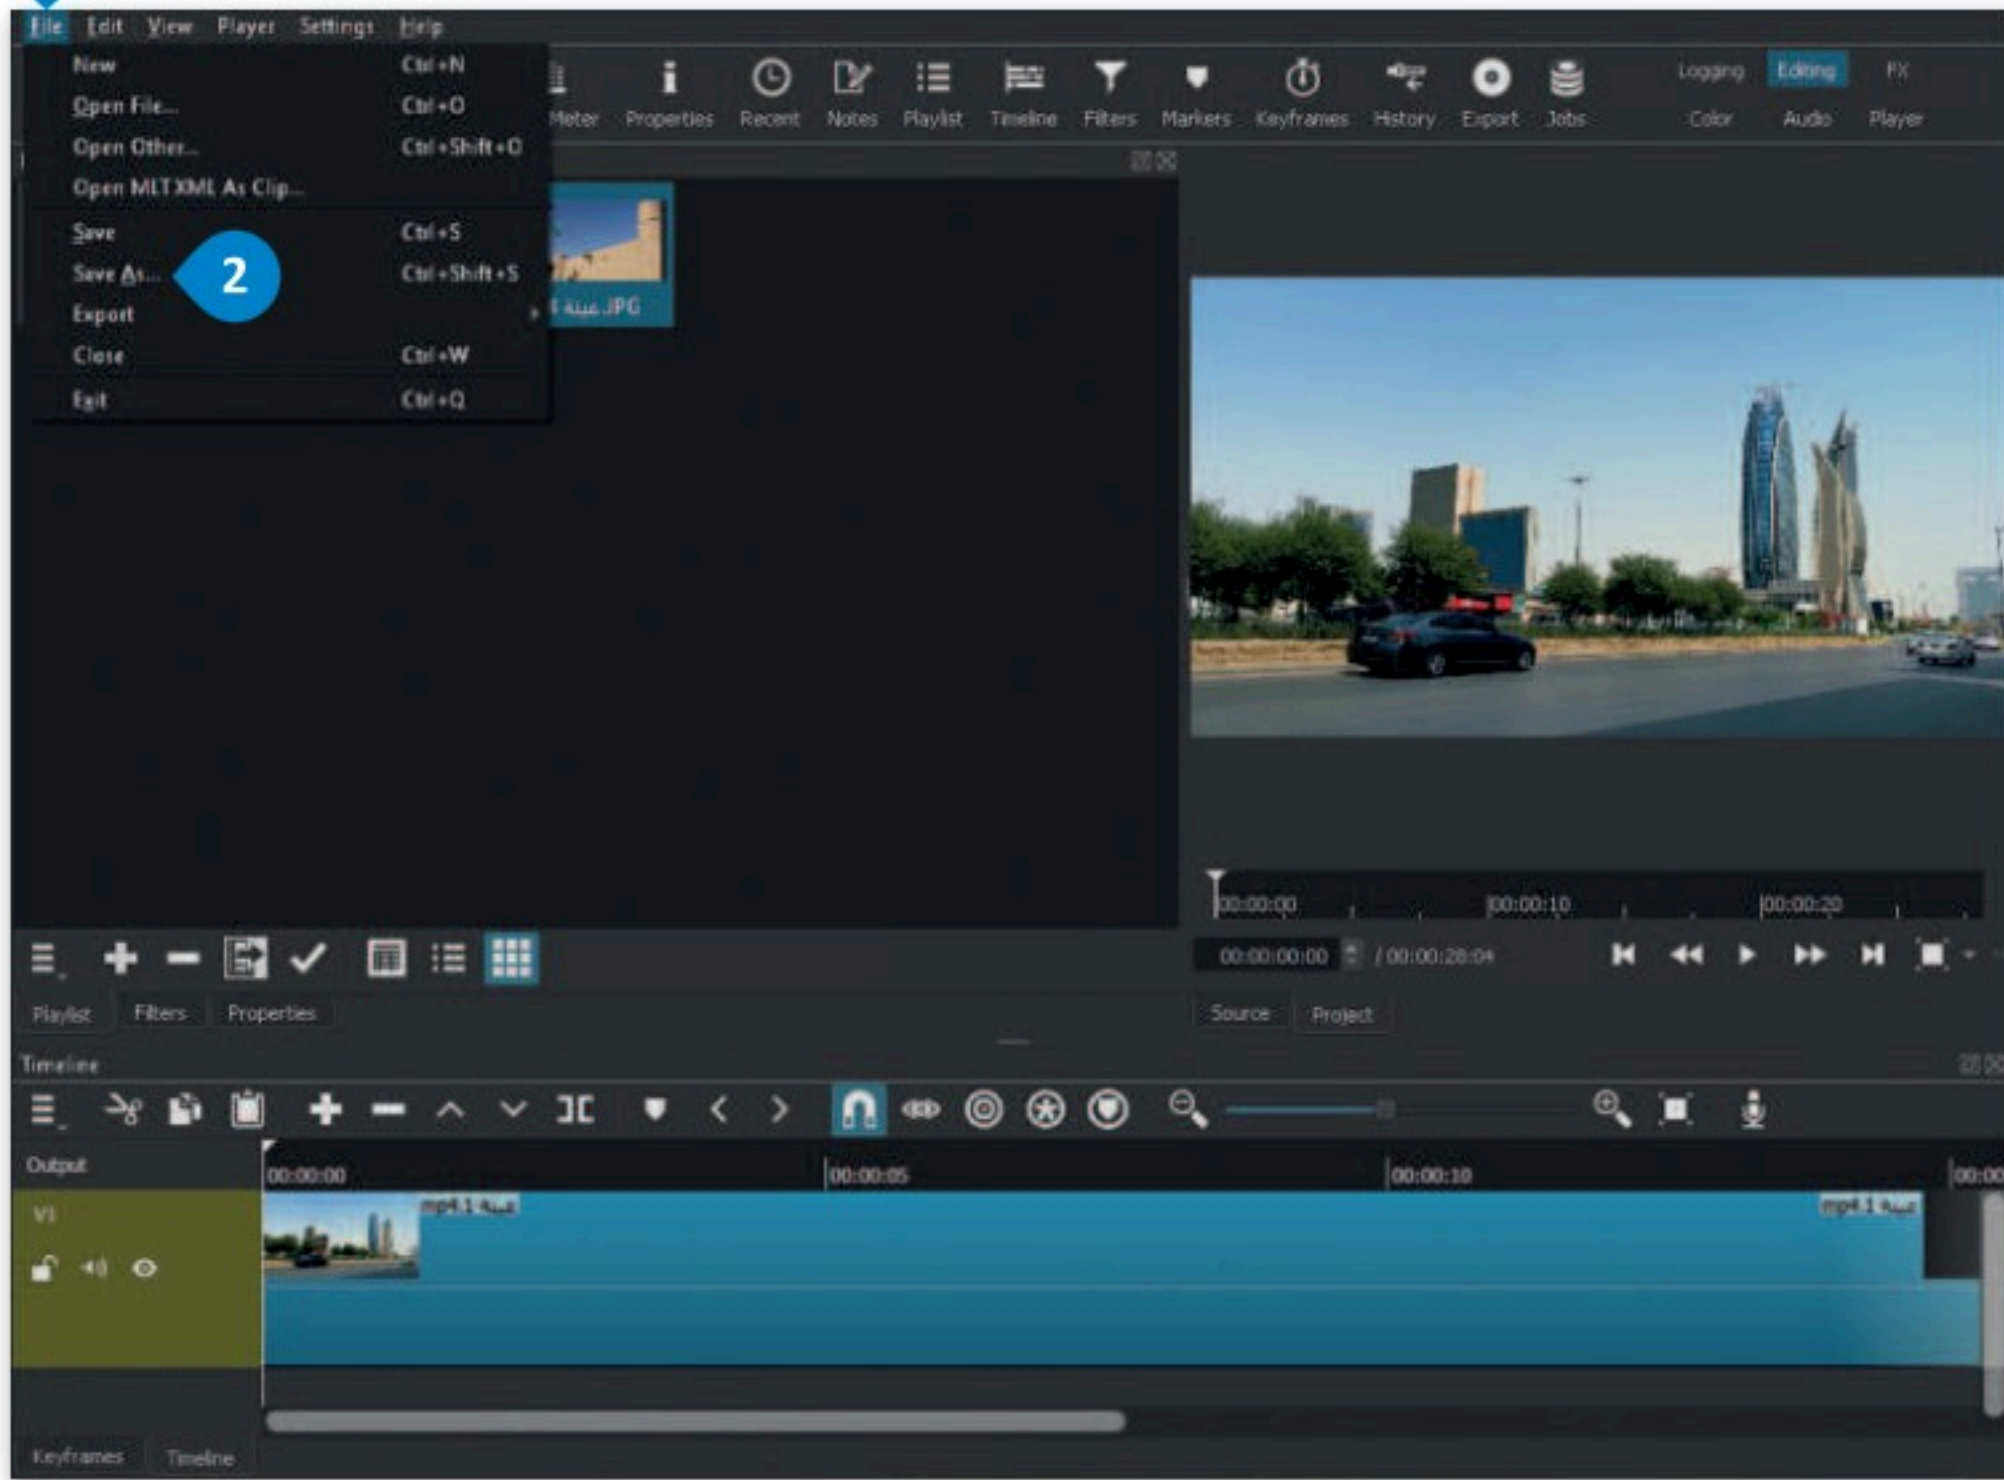 File Edit View Player Settings Help
New Ctrl+N
Open File... Ctrl+O
Open Other... Ctrl+Shift+O
Open MLT XML As Clip...
Save Ctrl+S
Save As... Ctrl+Shift+S
2
Export
Close Ctrl+W
Exit Ctrl+Q
Meter Properties Recent Notes Playlist Timeline Filters Markers Keyframes History Export Jobs
Logging Editing FX
Color Audio Player
عينة 4.JPG
00:00:00 00:00:10 00:00:20
00:00:00:00 / 00:00:28:04
Playlist Filters Properties
Source Project
Timeline
Output
00:00:00 00:00:05 00:00:10 00:00
V1
عينة 1.mp4
عينة 1.mp4
Keyframes Timeline